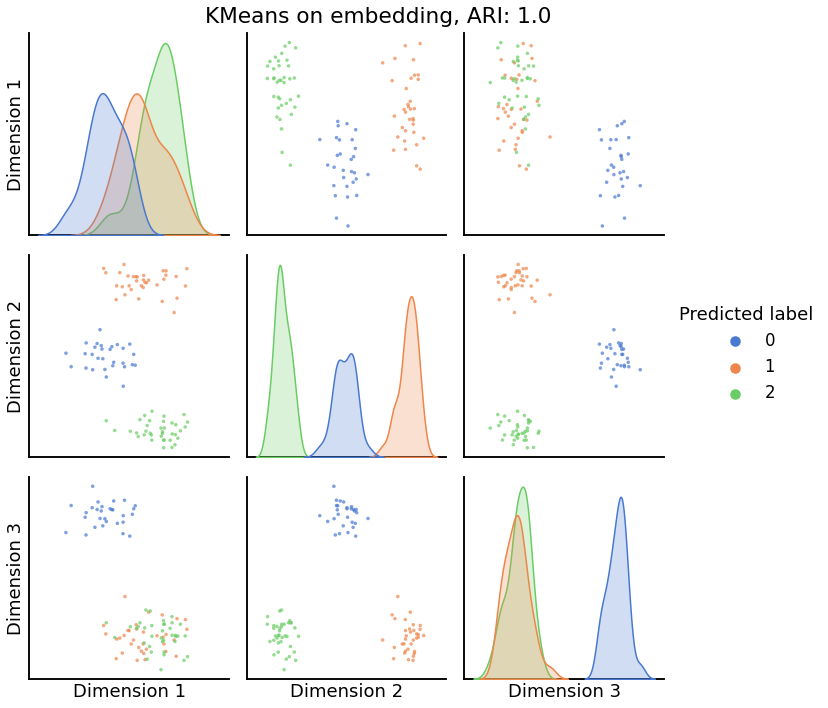 KMeans on embedding, ARI: 1.0
Dimension 1
Dimension 2
Predicted label
0
1
2
Dimension 3
Dimension 1
Dimension 2
Dimension 3